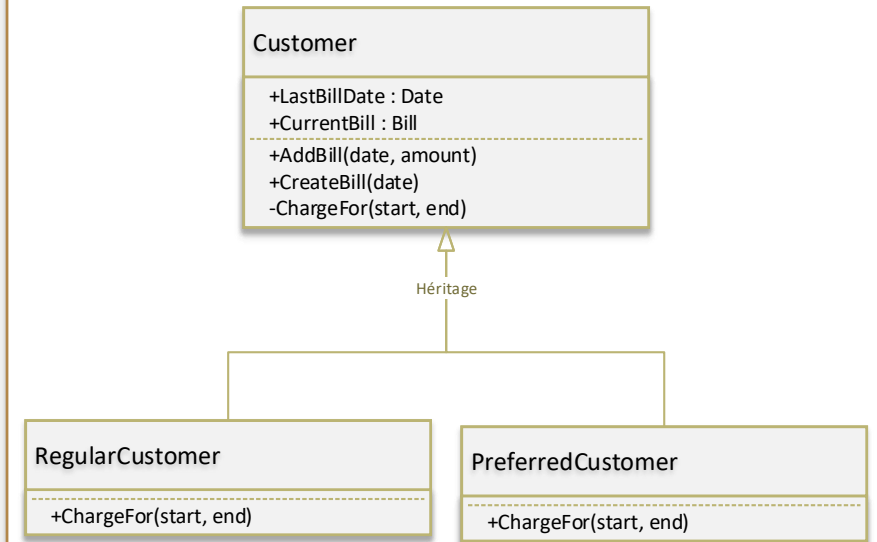 Customer
+LastBillDate : Date
+CurrentBill : Bill
+AddBill(date, amount)
+CreateBill(date)
-ChargeFor(start, end)
Héritage
RegularCustomer
+ChargeFor(start, end)
PreferredCustomer
+ChargeFor(start, end)